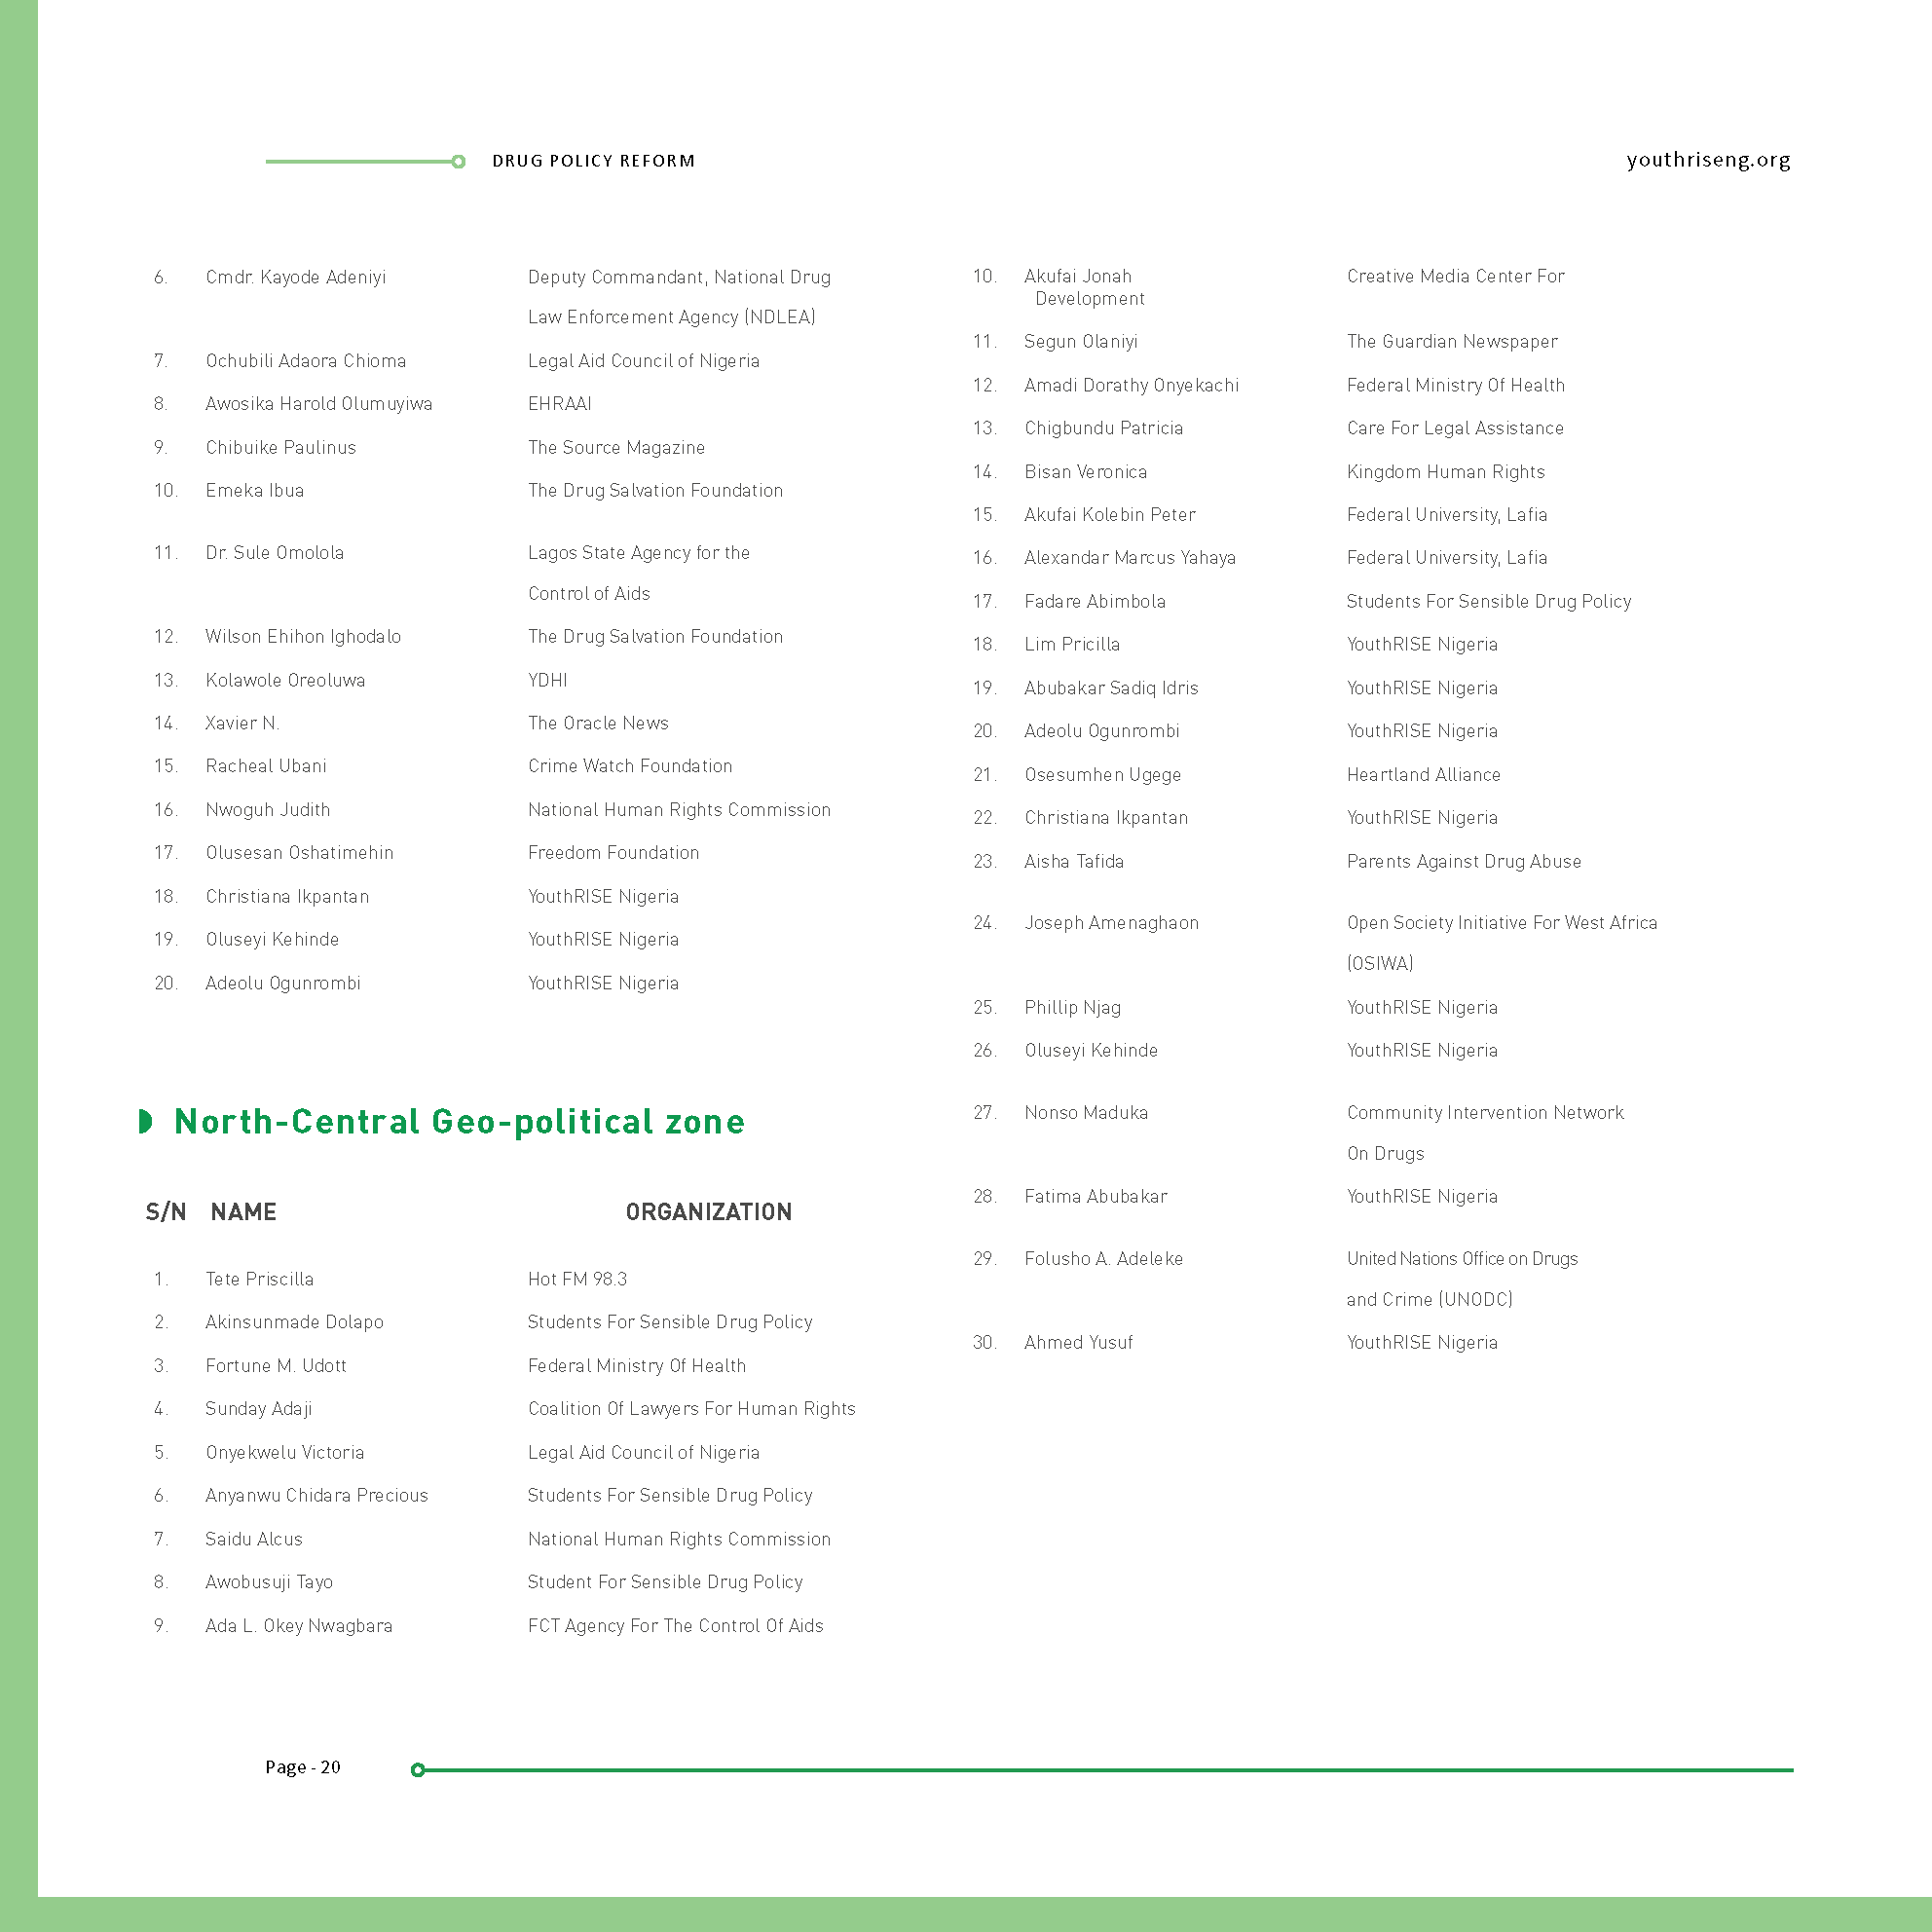 DRUG POLICY REFORM
youthriseng.org
6. Cmdr. Kayode Adeniyi Deputy Commandant, National Drug
Law Enforcement Agency (NDLEA)
7. Ochubili Adaora Chioma Legal Aid Council of Nigeria
8. Awosika Harold Olumuyiwa EHRAAI
9. Chibuike Paulinus The Source Magazine
10. Emeka Ibua The Drug Salvation Foundation
11. Dr. Sule Omolola Lagos State Agency for the
Control of Aids
12. Wilson Ehihon Ighodalo The Drug Salvation Foundation
13. Kolawole Oreoluwa YDHI
14. Xavier N. The Oracle News
15. Racheal Ubani Crime Watch Foundation
16. Nwoguh Judith National Human Rights Commission
17. Olusesan Oshatimehin Freedom Foundation
18. Christiana Ikpantan YouthRISE Nigeria
19. Oluseyi Kehinde YouthRISE Nigeria
20. Adeolu Ogunrombi YouthRISE Nigeria
North-Central Geo-political zone
S/N NAME ORGANIZATION
1. Tete Priscilla Hot FM 98.3
2. Akinsunmade Dolapo Students For Sensible Drug Policy
3. Fortune M. Udott Federal Ministry Of Health
4. Sunday Adaji Coalition Of Lawyers For Human Rights
5. Onyekwelu Victoria Legal Aid Council of Nigeria
6. Anyanwu Chidara Precious Students For Sensible Drug Policy
7. Saidu Alcus National Human Rights Commission
8. Awobusuji Tayo Student For Sensible Drug Policy
9. Ada L. Okey Nwagbara FCT Agency For The Control Of Aids
10. Akufai Jonah Creative Media Center For
Development
11. Segun Olaniyi The Guardian Newspaper
12. Amadi Dorathy Onyekachi Federal Ministry Of Health
13. Chigbundu Patricia Care For Legal Assistance
14. Bisan Veronica Kingdom Human Rights
15. Akufai Kolebin Peter Federal University, Lafia
16. Alexandar Marcus Yahaya Federal University, Lafia
17. Fadare Abimbola Students For Sensible Drug Policy
18. Lim Pricilla YouthRISE Nigeria
19. Abubakar Sadiq Idris YouthRISE Nigeria
20. Adeolu Ogunrombi YouthRISE Nigeria
21. Osesumhen Ugege Heartland Alliance
22. Christiana Ikpantan YouthRISE Nigeria
23. Aisha Tafida Parents Against Drug Abuse
24. Joseph Amenaghaon Open Society Initiative For West Africa
(OSIWA)
25. Phillip Njag YouthRISE Nigeria
26. Oluseyi Kehinde YouthRISE Nigeria
27. Nonso Maduka Community Intervention Network
On Drugs
28. Fatima Abubakar YouthRISE Nigeria
29. Folusho A. Adeleke United Nations Office on Drugs
and Crime (UNODC)
30. Ahmed Yusuf YouthRISE Nigeria
Page - 20